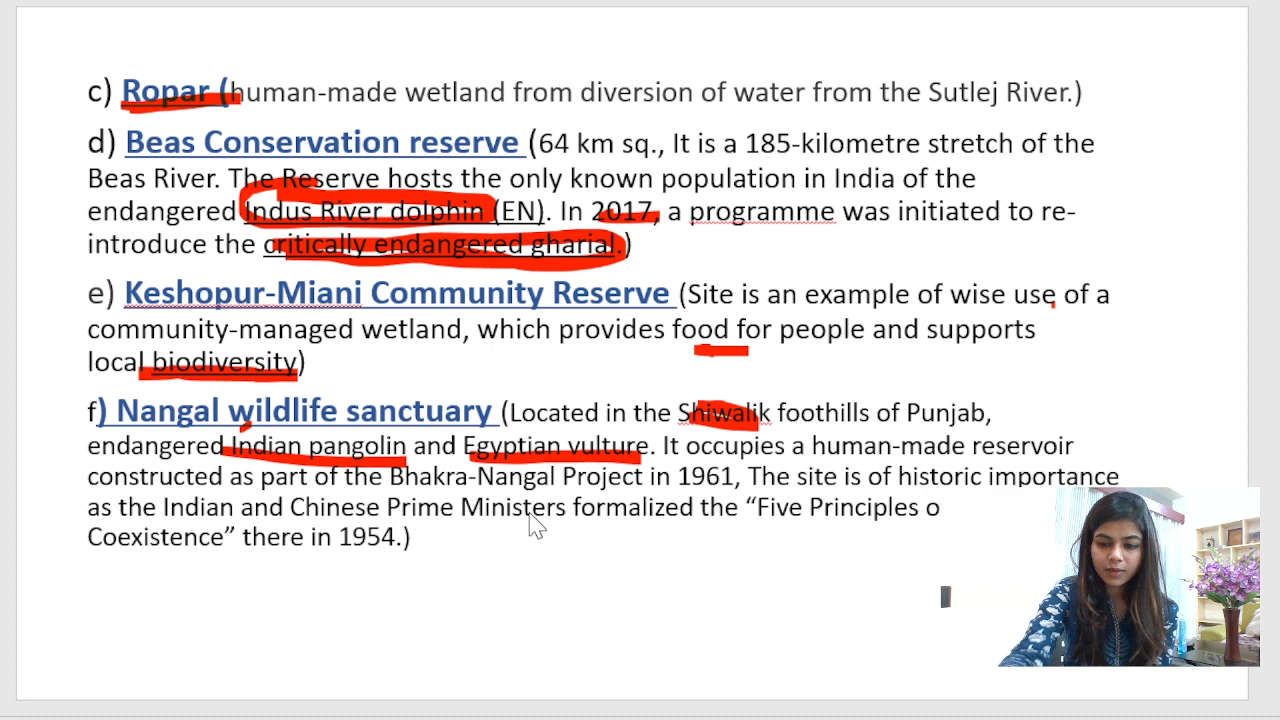 c) Ropar (human-made wetland from diversion of water from the Sutlej River.)
d) Beas Conservation reserve (64 km sq., It is a 185-kilometre stretch of the
Beas River. The Reserve hosts the only known population in India of the
endangered Indus River dolphin (EN). In 2017, a programme was initiated to re-
introduce the critically endangered gharial.)
e) Keshopur-Miani Community Reserve (Site is an example of wise use of a
community-managed wetland, which provides food for people and supports
local biodiversity)
f) Nangal wildlife sanctuary (Located in the Shiwalik foothills of Punjab,
endangered Indian pangolin and Egyptian vulture. It occupies a human-made reservoir
constructed as part of the Bhakra-Nangal Project in 1961, The site is of historic importance
as the Indian and Chinese Prime Ministers formalized the “Five Principles o
Coexistence” there in 1954.)